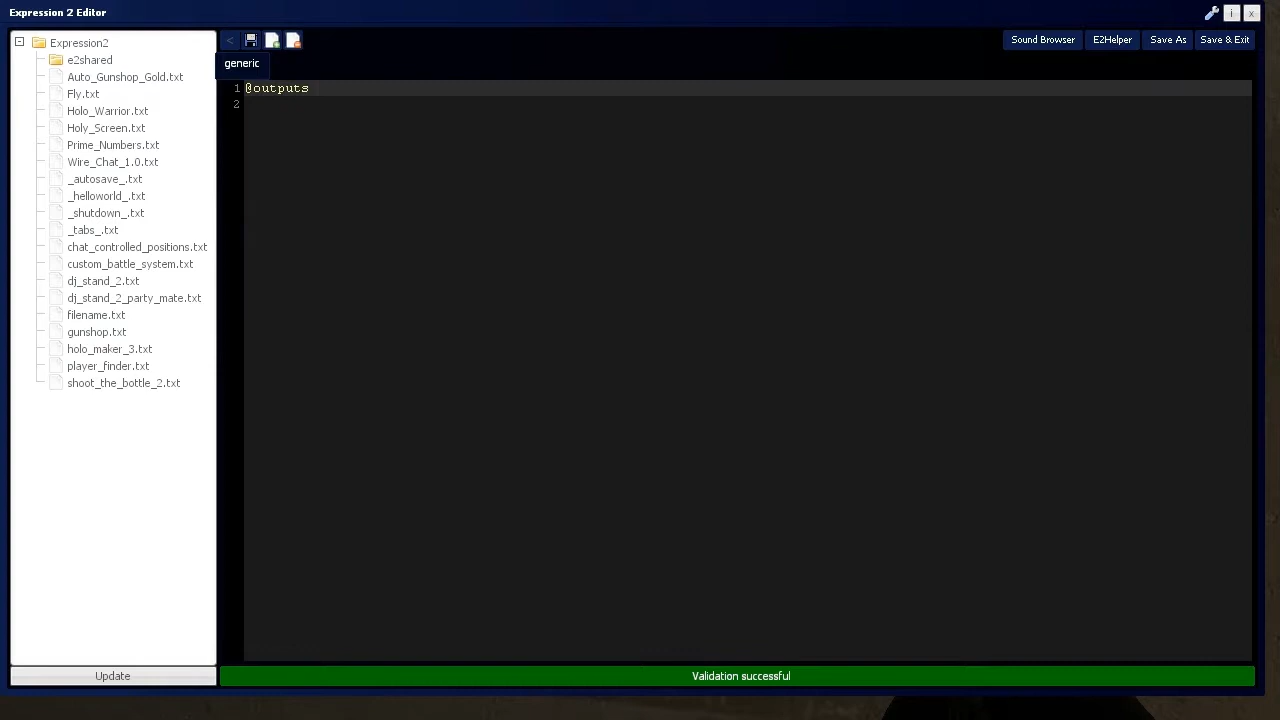 Expression 2 Editor
i
x
Expression2
e2shared
Auto_Gunshop_Gold.txt
Fly.txt
Holo_Warrior.txt
Holy_Screen.txt
Prime_Numbers.txt
Wire_Chat_1.0.txt
_autosave_.txt
_helloworld_.txt
_shutdown_.txt
_tabs_.txt
chat_controlled_positions.txt
custom_battle_system.txt
dj_stand_2.txt
dj_stand_2_party_mate.txt
filename.txt
gunshop.txt
holo_maker_3.txt
player_finder.txt
shoot_the_bottle_2.txt
Update
<
Sound Browser
E2Helper
Save As
Save & Exit
generic
1 @outputs
2
Validation successful